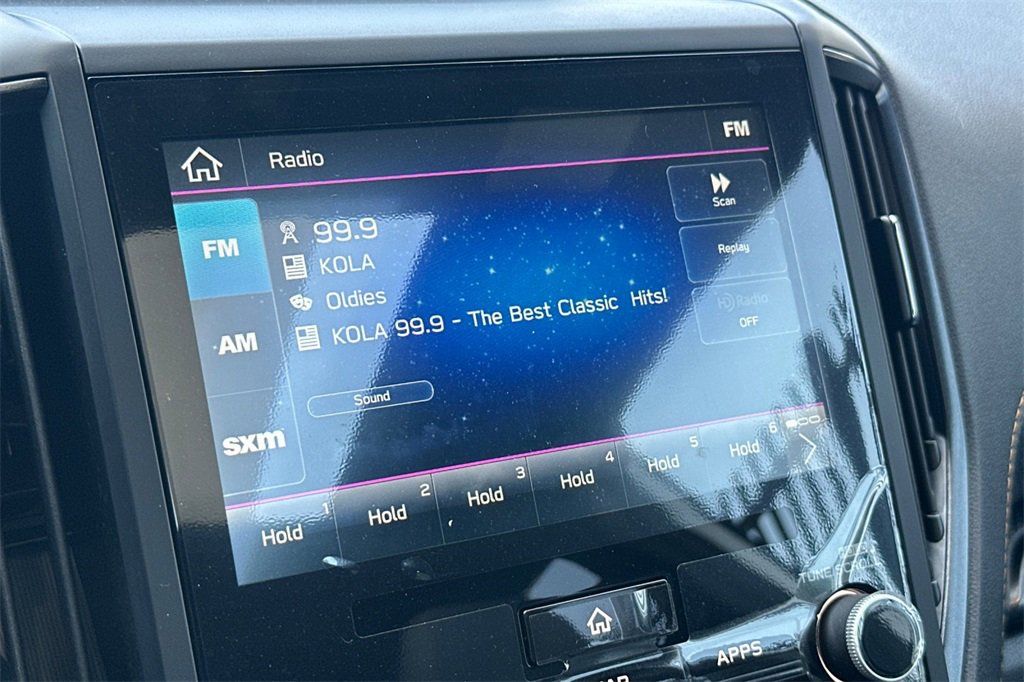 Radio
FM
FM
AM
sxm
99.9
KOLA
Oldies
KOLA 99.9 - The Best Classic Hits!
Sound
Scan
Replay
HD Radio
OFF
1
Hold
2
Hold
3
Hold
4
Hold
5
Hold
6
Hold
TUNE SCROLL
APPS